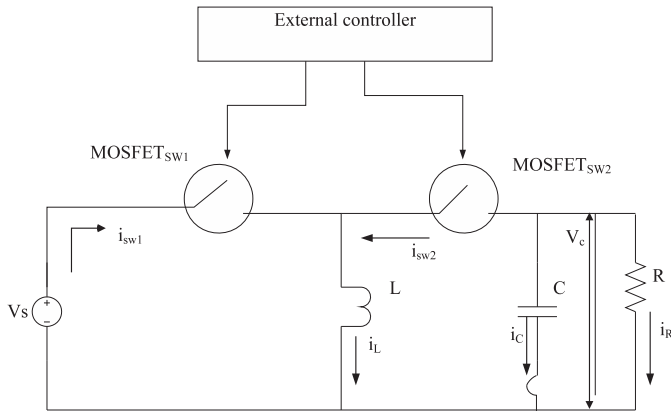 External controller
MOSFET_SW1
MOSFET_SW2
i_sw1
i_sw2
V_c
Vs
+
−
L
C
R
i_L
i_C
i_R